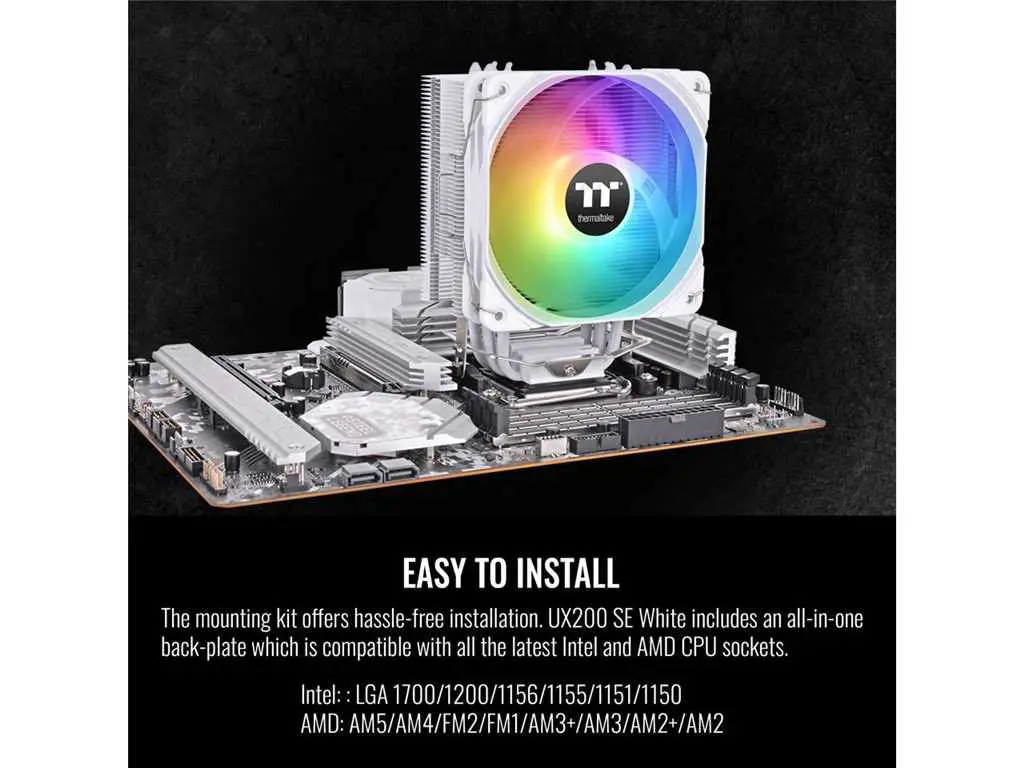 thermaltake
EASY TO INSTALL
The mounting kit offers hassle-free installation. UX200 SE White includes an all-in-one
back-plate which is compatible with all the latest Intel and AMD CPU sockets.
Intel: : LGA 1700/1200/1156/1155/1151/1150
AMD: AM5/AM4/FM2/FM1/AM3+/AM3/AM2+/AM2